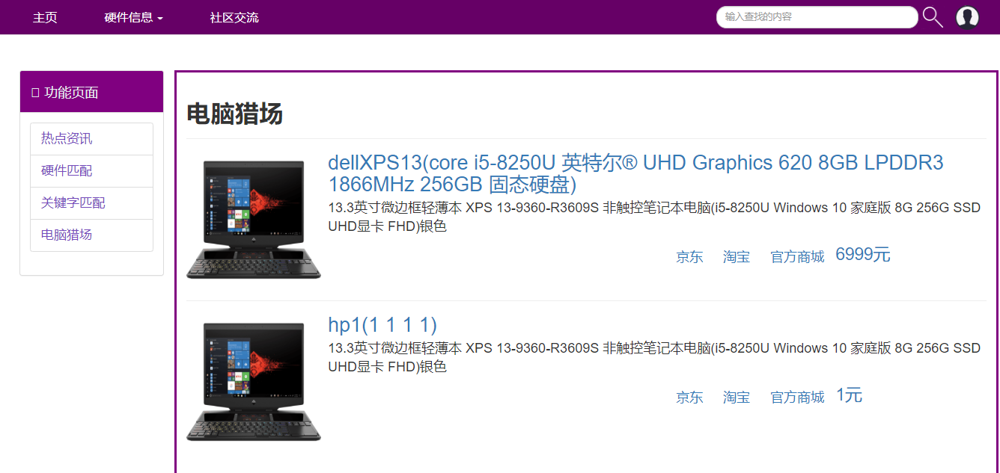 主页 硬件信息 社区交流 输入查找的内容
功能页面
热点资讯
硬件匹配
关键字匹配
电脑猎场
电脑猎场
dellXPS13(core i5-8250U 英特尔® UHD Graphics 620 8GB LPDDR3
1866MHz 256GB 固态硬盘)
13.3英寸微边框轻薄本 XPS 13-9360-R3609S 非触控笔记本电脑(i5-8250U Windows 10 家庭版 8G 256G SSD
UHD显卡 FHD)银色
京东 淘宝 官方商城 6999元
hp1(1 1 1 1)
13.3英寸微边框轻薄本 XPS 13-9360-R3609S 非触控笔记本电脑(i5-8250U Windows 10 家庭版 8G 256G SSD
UHD显卡 FHD)银色
京东 淘宝 官方商城 1元